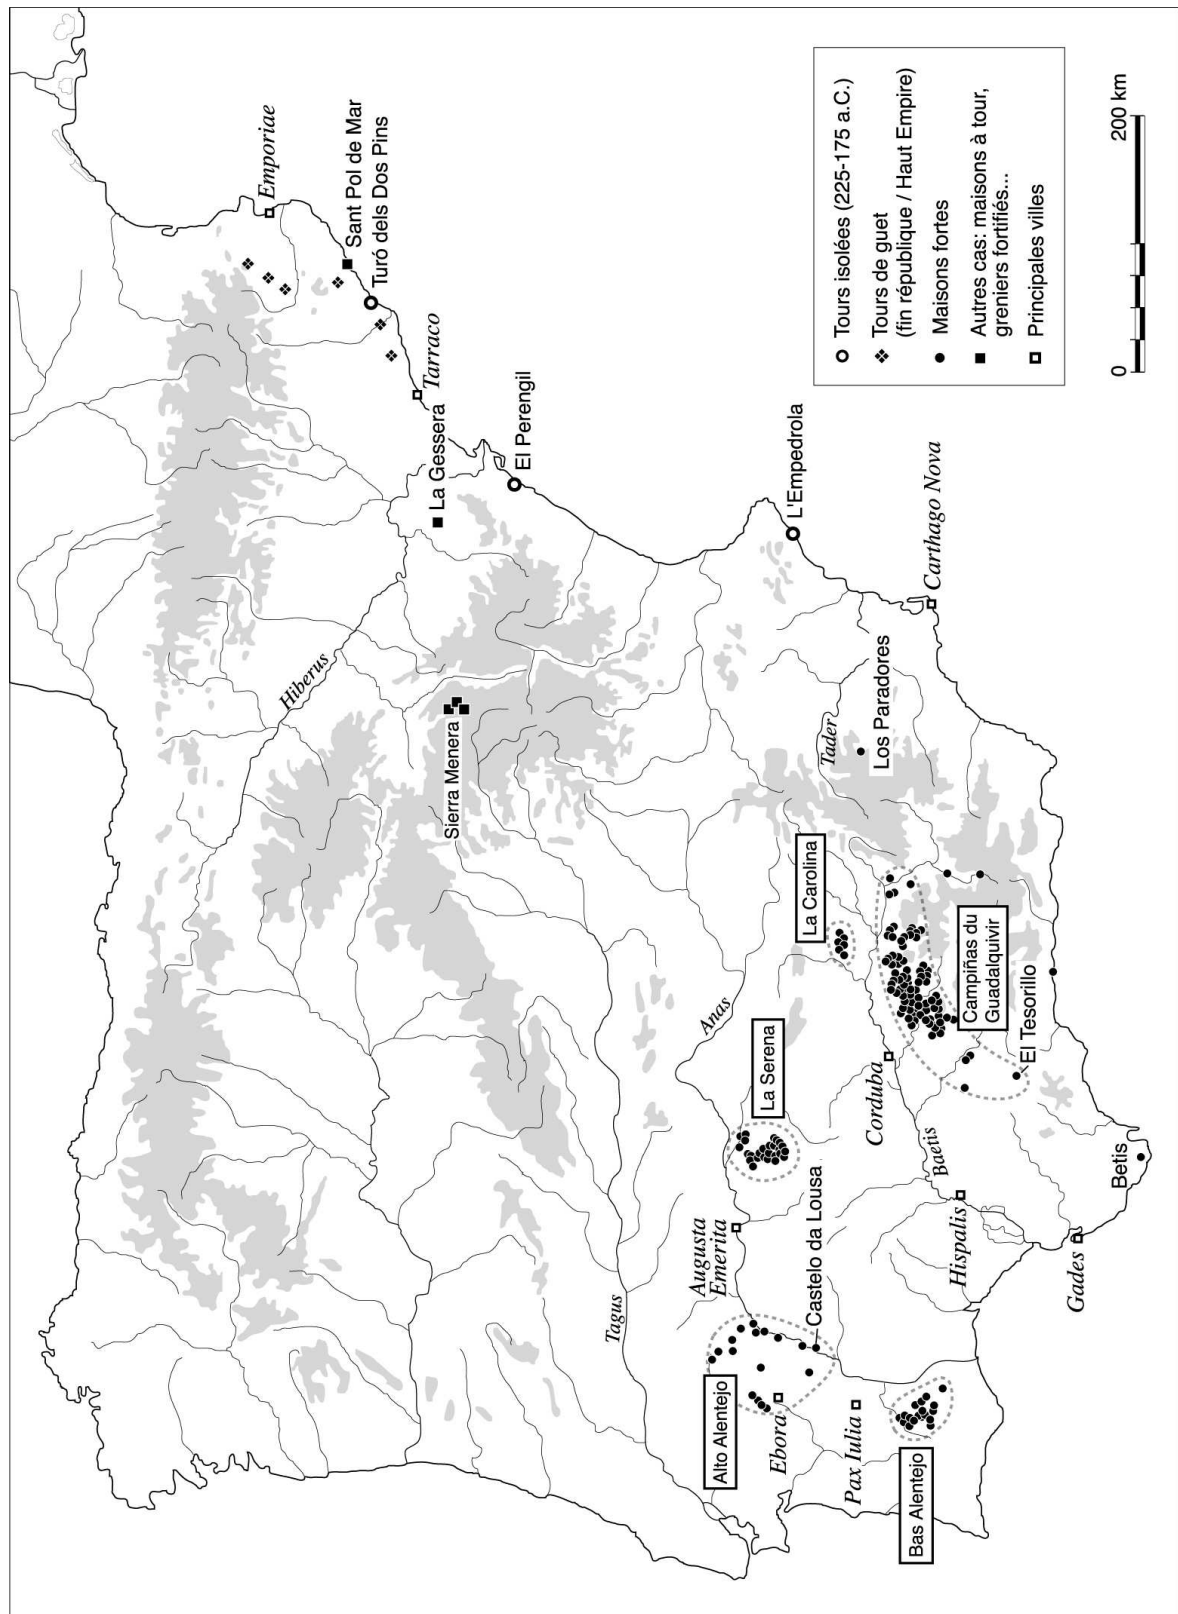 Emporiae
Sant Pol de Mar
Turó dels Dos Pins
Tarraco
La Gessera
El Perengil
Hiberus
Sierra Menera
L'Empedrola
Carthago Nova
Tader
Los Paradores
La Carolina
Campiñas du
Guadalquivir
El Tesorillo
Anas
La Serena
Corduba
Baetis
Betis
Hispalis
Gades
Augusta
Emerita
Castelo da Lousa
Tagus
Alto Alentejo
Ebora
Pax Iulia
Bas Alentejo
Tours isolées (225-175 a.C.)
Tours de guet
(fin république / Haut Empire)
Maisons fortes
Autres cas: maisons à tour,
greniers fortifiés...
Principales villes
0 200 km